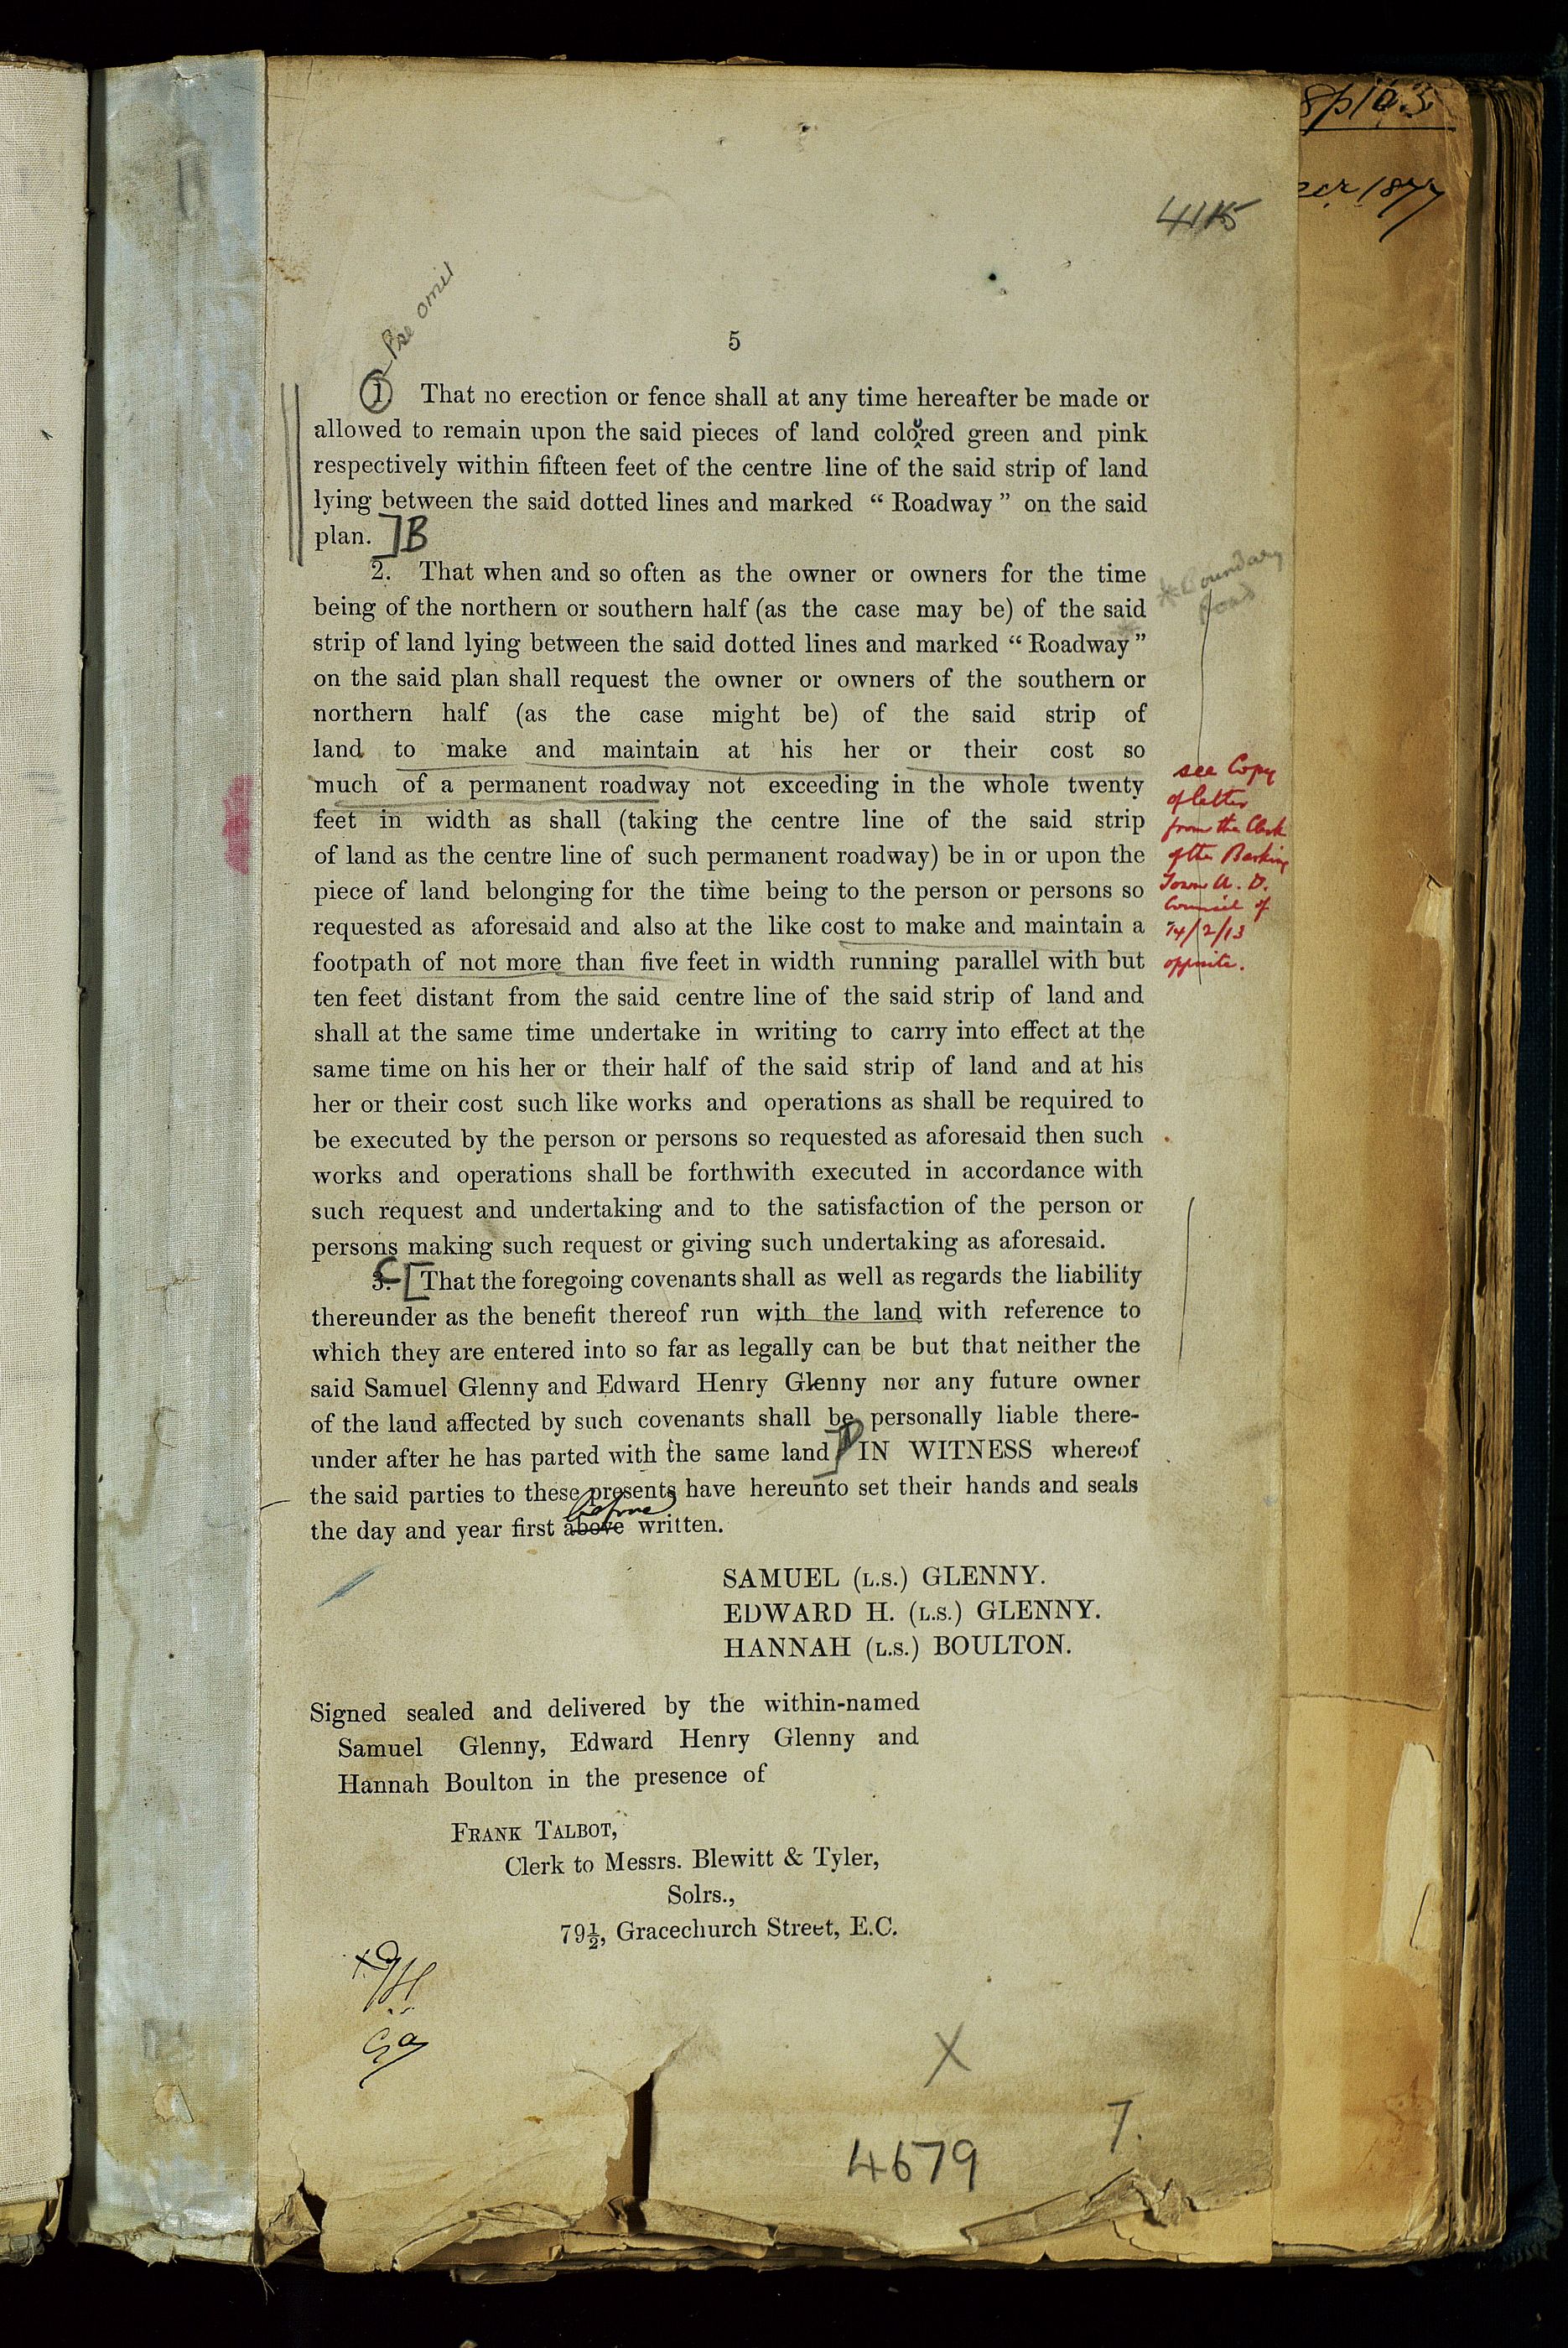 8p103
1877
4115
Pse omit
5
1. That no erection or fence shall at any time hereafter be made or
allowed to remain upon the said pieces of land coloured green and pink
respectively within fifteen feet of the centre line of the said strip of land
lying between the said dotted lines and marked “ Roadway ” on the said
plan. ]B
* Boundary
Road
2. That when and so often as the owner or owners for the time
being of the northern or southern half (as the case may be) of the said
strip of land lying between the said dotted lines and marked “ Roadway ”
on the said plan shall request the owner or owners of the southern or
northern half (as the case might be) of the said strip of
land to make and maintain at his her or their cost so
much of a permanent roadway not exceeding in the whole twenty
feet in width as shall (taking the centre line of the said strip
of land as the centre line of such permanent roadway) be in or upon the
piece of land belonging for the time being to the person or persons so
requested as aforesaid and also at the like cost to make and maintain a
footpath of not more than five feet in width running parallel with but
ten feet distant from the said centre line of the said strip of land and
shall at the same time undertake in writing to carry into effect at the
same time on his her or their half of the said strip of land and at his
her or their cost such like works and operations as shall be required to
be executed by the person or persons so requested as aforesaid then such
works and operations shall be forthwith executed in accordance with
such request and undertaking and to the satisfaction of the person or
persons making such request or giving such undertaking as aforesaid.
see Copy
of letter
from the Clerk
of the Barking
Town U. D.
Council of
14/2/13
opposite.
3. C [That the foregoing covenants shall as well as regards the liability
thereunder as the benefit thereof run with the land with reference to
which they are entered into so far as legally can be but that neither the
said Samuel Glenny and Edward Henry Glenny nor any future owner
of the land affected by such covenants shall be personally liable there-
under after he has parted with the same land] D IN WITNESS whereof
the said parties to these presents have hereunto set their hands and seals
before
the day and year first above written.
SAMUEL (L.S.) GLENNY.
EDWARD H. (L.S.) GLENNY.
HANNAH (L.S.) BOULTON.
Signed sealed and delivered by the within-named
Samuel Glenny, Edward Henry Glenny and
Hannah Boulton in the presence of
FRANK TALBOT,
Clerk to Messrs. Blewitt & Tyler,
Solrs.,
79½, Gracechurch Street, E.C.
X
7.
4679